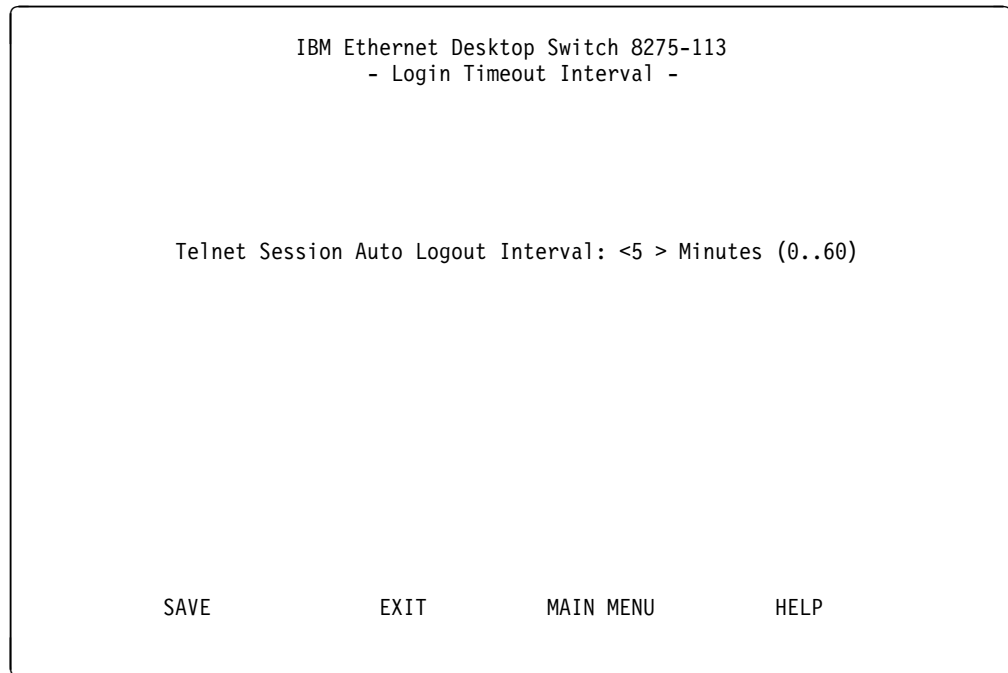 IBM Ethernet Desktop Switch 8275-113
- Login Timeout Interval -
Telnet Session Auto Logout Interval: <5 > Minutes (0..60)
SAVE EXIT MAIN MENU HELP